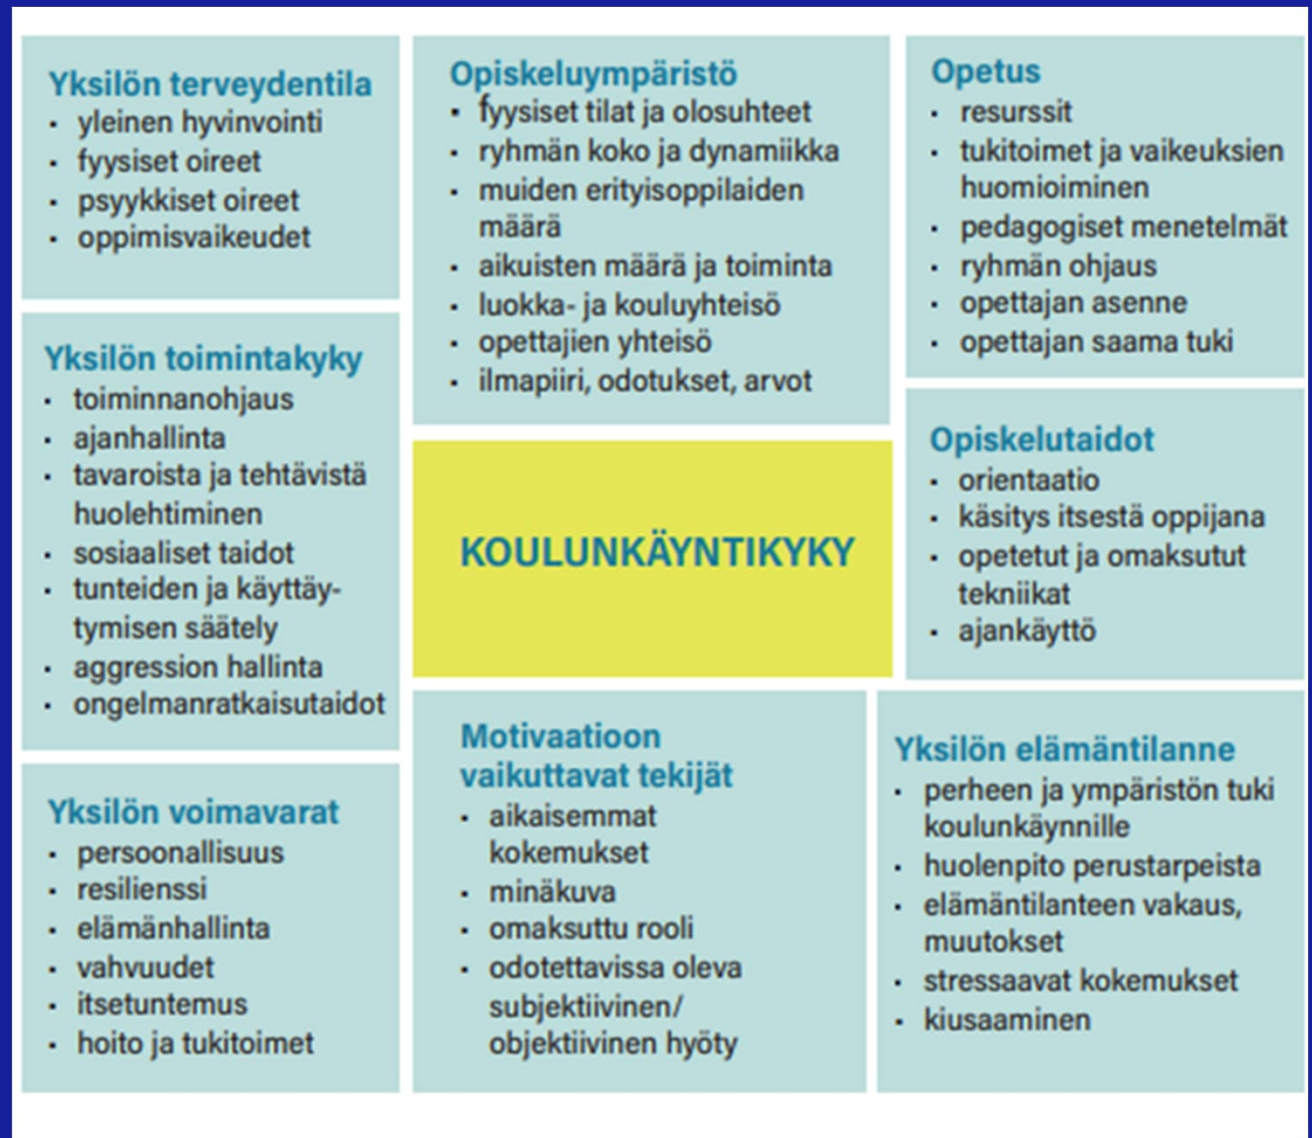 Yksilön terveydentila
· yleinen hyvinvointi
· fyysiset oireet
· psyykkiset oireet
· oppimisvaikeudet
Yksilön toimintakyky
· toiminnanohjaus
· ajanhallinta
· tavaroista ja tehtävistä
huolehtiminen
· sosiaaliset taidot
· tunteiden ja käyttäy-
tymisen säätely
· aggression hallinta
· ongelmanratkaisutaidot
Yksilön voimavarat
· persoonallisuus
· resilienssi
· elämänhallinta
· vahvuudet
· itsetuntemus
· hoito ja tukitoimet
Opiskeluympäristö
· fyysiset tilat ja olosuhteet
· ryhmän koko ja dynamiikka
· muiden erityisoppilaiden
määrä
· aikuisten määrä ja toiminta
· luokka- ja kouluyhteisö
· opettajien yhteisö
· ilmapiiri, odotukset, arvot
KOULUNKÄYNTIKYKY
Motivaatioon
vaikuttavat tekijät
· aikaisemmat
kokemukset
· minäkuva
· omaksuttu rooli
· odotettavissa oleva
subjektiivinen/
objektiivinen hyöty
Opetus
· resurssit
· tukitoimet ja vaikeuksien
huomioiminen
· pedagogiset menetelmät
· ryhmän ohjaus
· opettajan asenne
· opettajan saama tuki
Opiskelutaidot
· orientaatio
· käsitys itsestä oppijana
· opetetut ja omaksutut
tekniikat
· ajankäyttö
Yksilön elämäntilanne
· perheen ja ympäristön tuki
koulunkäynnille
· huolenpito perustarpeista
· elämäntilanteen vakaus,
muutokset
· stressaavat kokemukset
· kiusaaminen